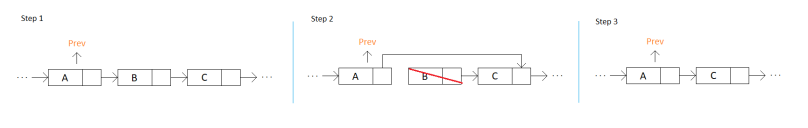 Step 1
Prev
... A B C ...
Step 2
Prev
... A B C ...
Step 3
Prev
... A C ...